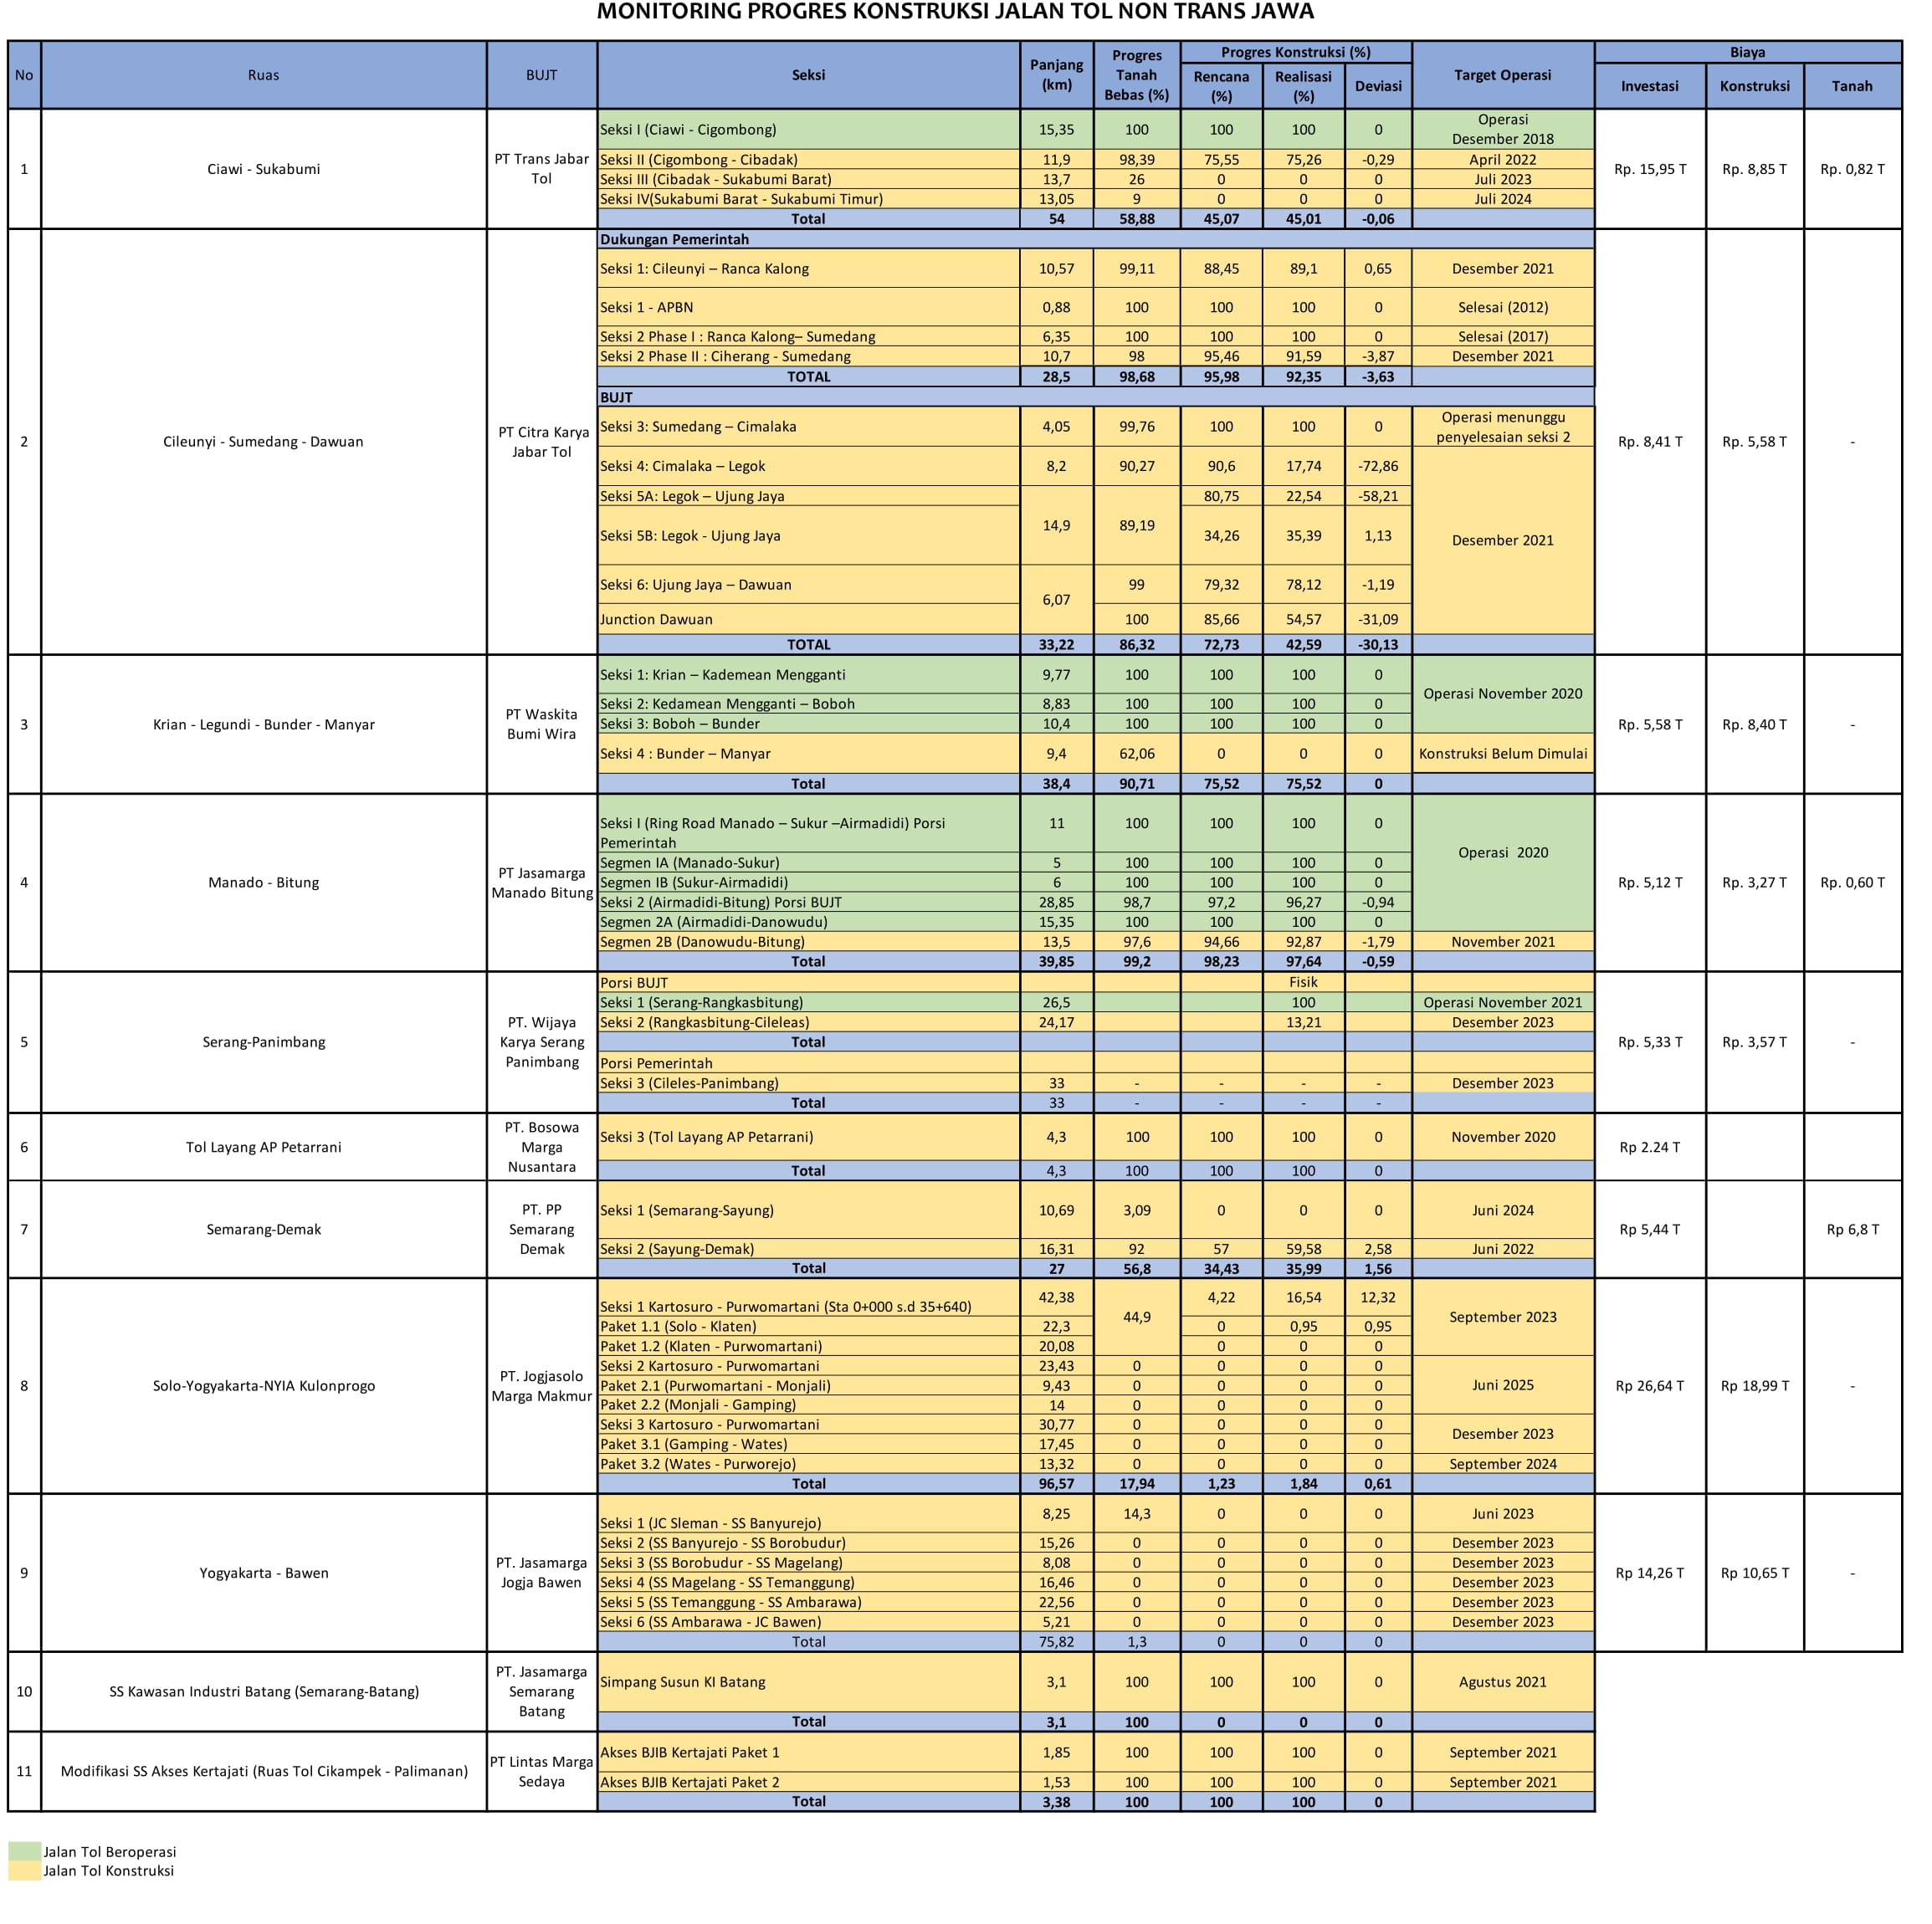 MONITORING PROGRES KONSTRUKSI JALAN TOL NON TRANS JAWA
No Ruas BUJT Seksi Panjang (km) Progres Tanah Bebas (%) Progres Konstruksi (%) Target Operasi Biaya
Rencana (%) Realisasi (%) Deviasi Investasi Konstruksi Tanah
1 Ciawi - Sukabumi PT Trans Jabar Tol Rp. 15,95 T Rp. 8,85 T Rp. 0,82 T
Seksi I (Ciawi - Cigombong) 15,35 100 100 100 0 Operasi Desember 2018
Seksi II (Cigombong - Cibadak) 11,9 98,39 75,55 75,26 -0,29 April 2022
Seksi III (Cibadak - Sukabumi Barat) 13,7 26 0 0 0 Juli 2023
Seksi IV(Sukabumi Barat - Sukabumi Timur) 13,05 9 0 0 0 Juli 2024
Total 54 58,88 45,07 45,01 -0,06
2 Cileunyi - Sumedang - Dawuan PT Citra Karya Jabar Tol Rp. 8,41 T Rp. 5,58 T -
Dukungan Pemerintah
Seksi 1: Cileunyi – Ranca Kalong 10,57 99,11 88,45 89,1 0,65 Desember 2021
Seksi 1 - APBN 0,88 100 100 100 0 Selesai (2012)
Seksi 2 Phase I : Ranca Kalong– Sumedang 6,35 100 100 100 0 Selesai (2017)
Seksi 2 Phase II : Ciherang - Sumedang 10,7 98 95,46 91,59 -3,87 Desember 2021
TOTAL 28,5 98,68 95,98 92,35 -3,63
BUJT
Seksi 3: Sumedang – Cimalaka 4,05 99,76 100 100 0 Operasi menunggu penyelesaian seksi 2
Seksi 4: Cimalaka – Legok 8,2 90,27 90,6 17,74 -72,86
Seksi 5A: Legok – Ujung Jaya 80,75 22,54 -58,21
14,9 89,19
Seksi 5B: Legok - Ujung Jaya 34,26 35,39 1,13 Desember 2021
Seksi 6: Ujung Jaya – Dawuan 99 79,32 78,12 -1,19
6,07
Junction Dawuan 100 85,66 54,57 -31,09
TOTAL 33,22 86,32 72,73 42,59 -30,13
3 Krian - Legundi - Bunder - Manyar PT Waskita Bumi Wira Rp. 5,58 T Rp. 8,40 T -
Seksi 1: Krian – Kademean Mengganti 9,77 100 100 100 0 Operasi November 2020
Seksi 2: Kedamean Mengganti – Boboh 8,83 100 100 100 0
Seksi 3: Boboh – Bunder 10,4 100 100 100 0
Seksi 4 : Bunder – Manyar 9,4 62,06 0 0 0 Konstruksi Belum Dimulai
Total 38,4 90,71 75,52 75,52 0
4 Manado - Bitung PT Jasamarga Manado Bitung Rp. 5,12 T Rp. 3,27 T Rp. 0,60 T
Seksi I (Ring Road Manado – Sukur –Airmadidi) Porsi Pemerintah 11 100 100 100 0 Operasi 2020
Segmen IA (Manado-Sukur) 5 100 100 100 0
Segmen IB (Sukur-Airmadidi) 6 100 100 100 0
Seksi 2 (Airmadidi-Bitung) Porsi BUJT 28,85 98,7 97,2 96,27 -0,94
Segmen 2A (Airmadidi-Danowudu) 15,35 100 100 100 0
Segmen 2B (Danowudu-Bitung) 13,5 97,6 94,66 92,87 -1,79 November 2021
Total 39,85 99,2 98,23 97,64 -0,59
5 Serang-Panimbang PT. Wijaya Karya Serang Panimbang Rp. 5,33 T Rp. 3,57 T -
Porsi BUJT Fisik
Seksi 1 (Serang-Rangkasbitung) 26,5 100 Operasi November 2021
Seksi 2 (Rangkasbitung-Cileleas) 24,17 13,21 Desember 2023
Total
Porsi Pemerintah
Seksi 3 (Cileles-Panimbang) 33 - - - - Desember 2023
Total 33 - - - -
6 Tol Layang AP Petarrani PT. Bosowa Marga Nusantara Rp 2.24 T
Seksi 3 (Tol Layang AP Petarrani) 4,3 100 100 100 0 November 2020
Total 4,3 100 100 100 0
7 Semarang-Demak PT. PP Semarang Demak Rp 5,44 T Rp 6,8 T
Seksi 1 (Semarang-Sayung) 10,69 3,09 0 0 0 Juni 2024
Seksi 2 (Sayung-Demak) 16,31 92 57 59,58 2,58 Juni 2022
Total 27 56,8 34,43 35,99 1,56
8 Solo-Yogyakarta-NYIA Kulonprogo PT. Jogjasolo Marga Makmur Rp 26,64 T Rp 18,99 T -
Seksi 1 Kartosuro - Purwomartani (Sta 0+000 s.d 35+640) 42,38 44,9 4,22 16,54 12,32 September 2023
Paket 1.1 (Solo - Klaten) 22,3 0 0,95 0,95
Paket 1.2 (Klaten - Purwomartani) 20,08 0 0 0
Seksi 2 Kartosuro - Purwomartani 23,43 0 0 0 0
Paket 2.1 (Purwomartani - Monjali) 9,43 0 0 0 0 Juni 2025
Paket 2.2 (Monjali - Gamping) 14 0 0 0 0
Seksi 3 Kartosuro - Purwomartani 30,77 0 0 0 0 Desember 2023
Paket 3.1 (Gamping - Wates) 17,45 0 0 0 0
Paket 3.2 (Wates - Purworejo) 13,32 0 0 0 0 September 2024
Total 96,57 17,94 1,23 1,84 0,61
9 Yogyakarta - Bawen PT. Jasamarga Jogja Bawen Rp 14,26 T Rp 10,65 T -
Seksi 1 (JC Sleman - SS Banyurejo) 8,25 14,3 0 0 0 Juni 2023
Seksi 2 (SS Banyurejo - SS Borobudur) 15,26 0 0 0 0 Desember 2023
Seksi 3 (SS Borobudur - SS Magelang) 8,08 0 0 0 0 Desember 2023
Seksi 4 (SS Magelang - SS Temanggung) 16,46 0 0 0 0 Desember 2023
Seksi 5 (SS Temanggung - SS Ambarawa) 22,56 0 0 0 0 Desember 2023
Seksi 6 (SS Ambarawa - JC Bawen) 5,21 0 0 0 0 Desember 2023
Total 75,82 1,3 0 0 0
10 SS Kawasan Industri Batang (Semarang-Batang) PT. Jasamarga Semarang Batang
Simpang Susun KI Batang 3,1 100 100 100 0 Agustus 2021
Total 3,1 100 0 0 0
11 Modifikasi SS Akses Kertajati (Ruas Tol Cikampek - Palimanan) PT Lintas Marga Sedaya
Akses BJIB Kertajati Paket 1 1,85 100 100 100 0 September 2021
Akses BJIB Kertajati Paket 2 1,53 100 100 100 0 September 2021
Total 3,38 100 100 100 0
Jalan Tol Beroperasi
Jalan Tol Konstruksi